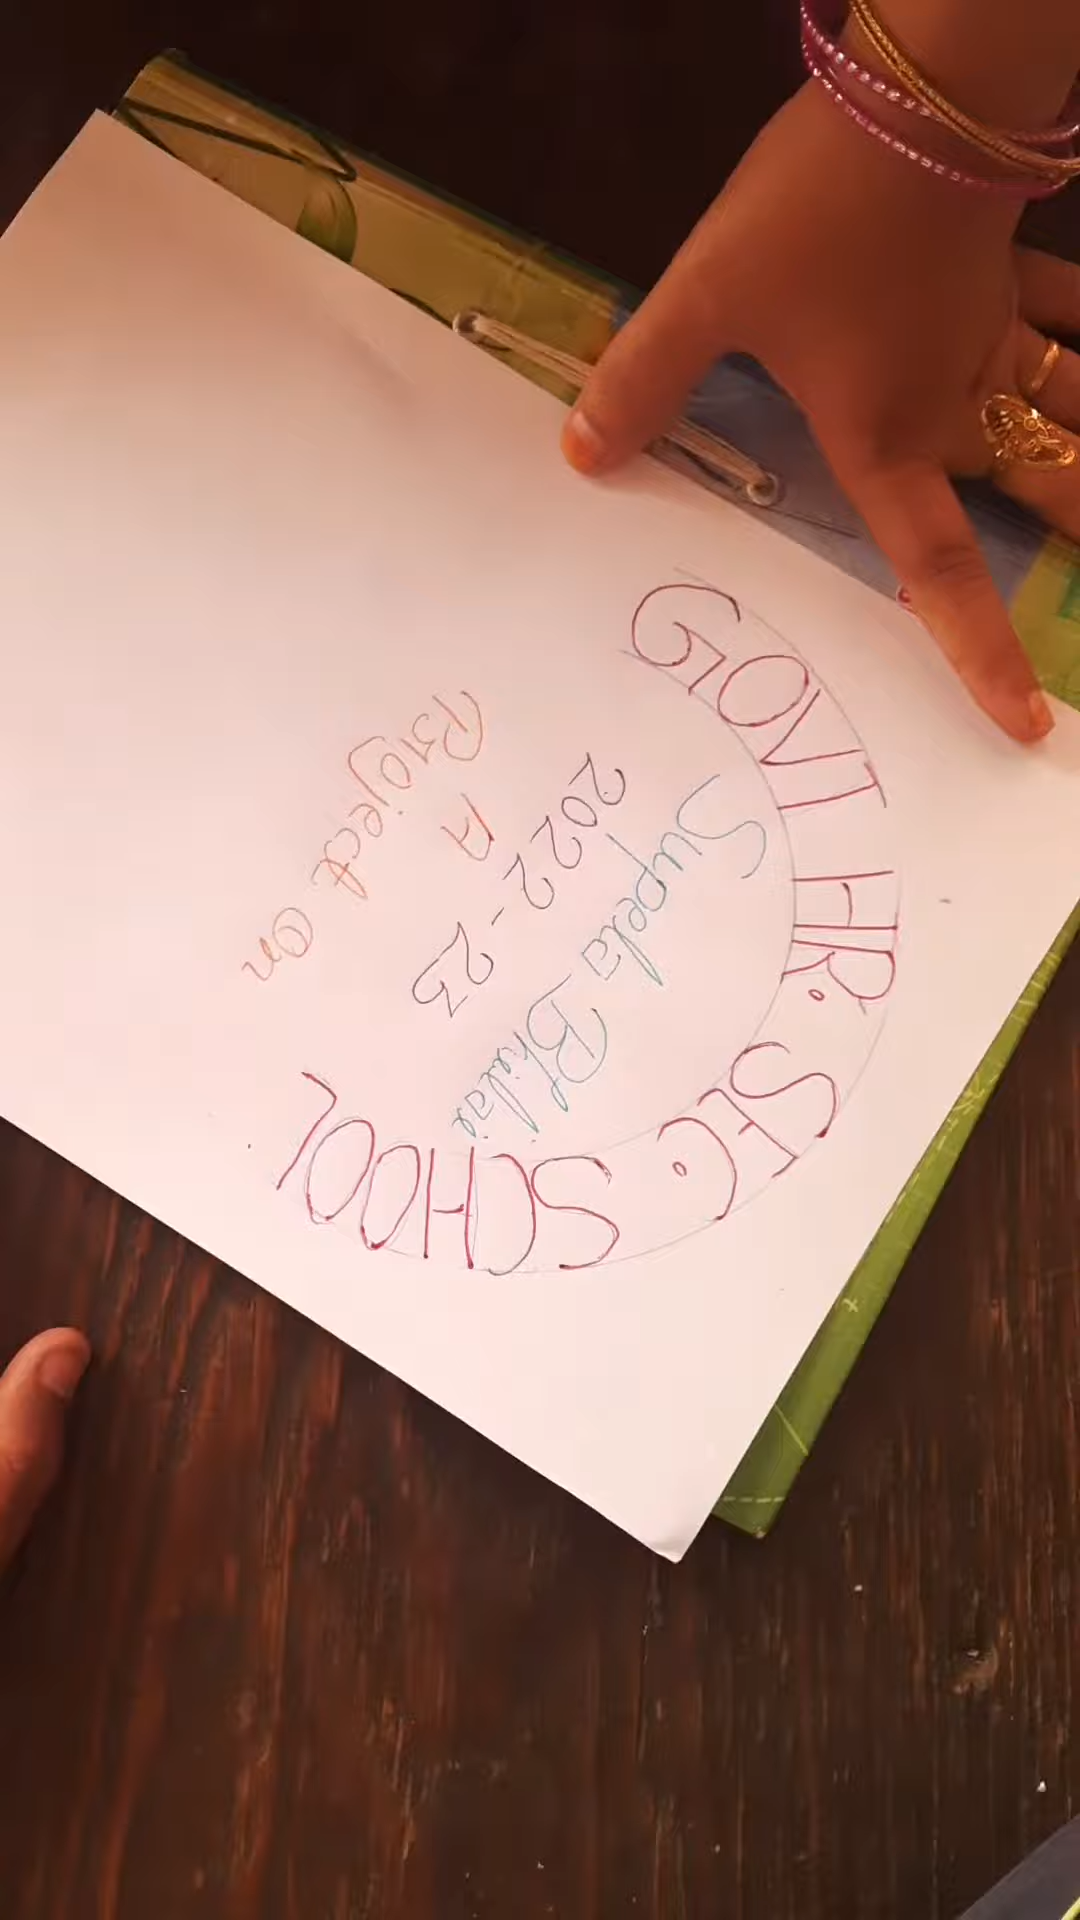 GOVT HR. SEC. SCHOOL
Supela Bhilai
2022-23
A
Project on